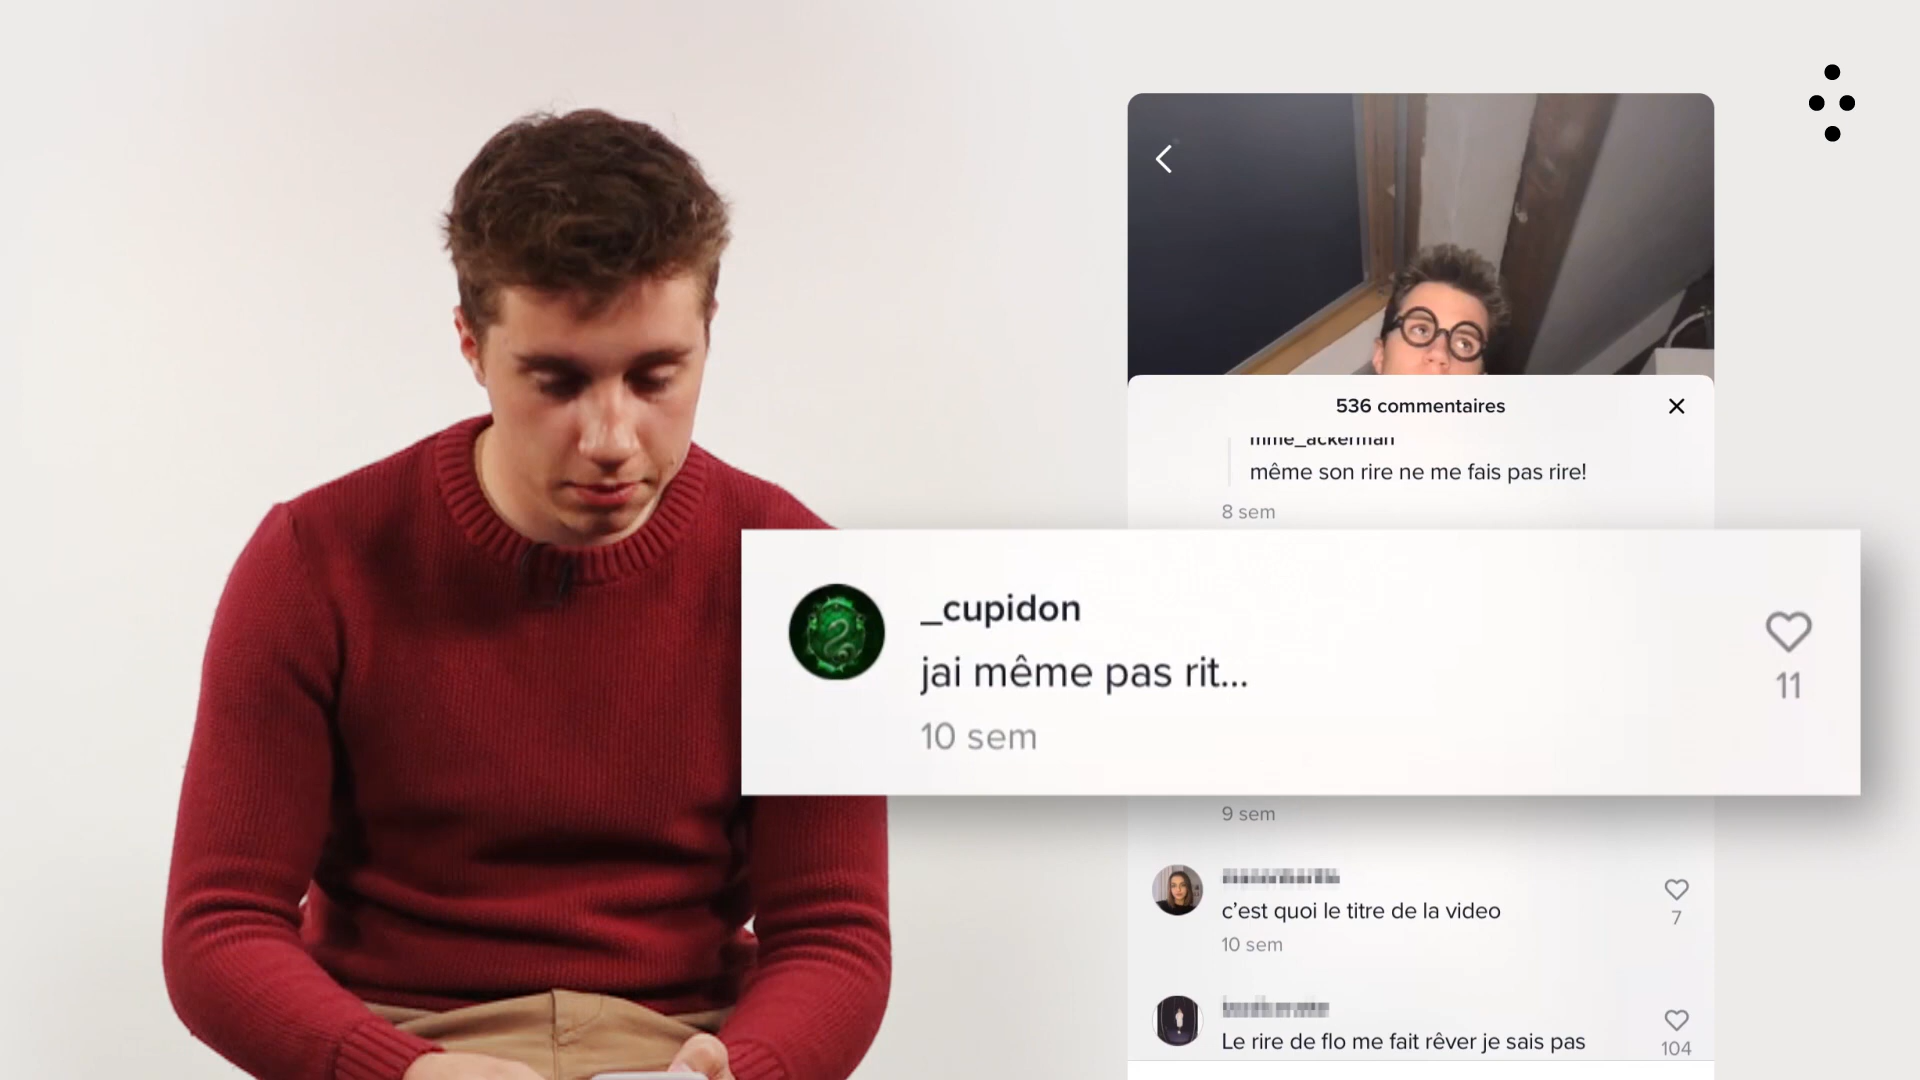 536 commentaires
mme_ackerman
même son rire ne me fais pas rire!
8 sem
_cupidon
jai même pas rit...
11
10 sem
9 sem
c'est quoi le titre de la video
7
10 sem
Le rire de flo me fait rêver je sais pas
104